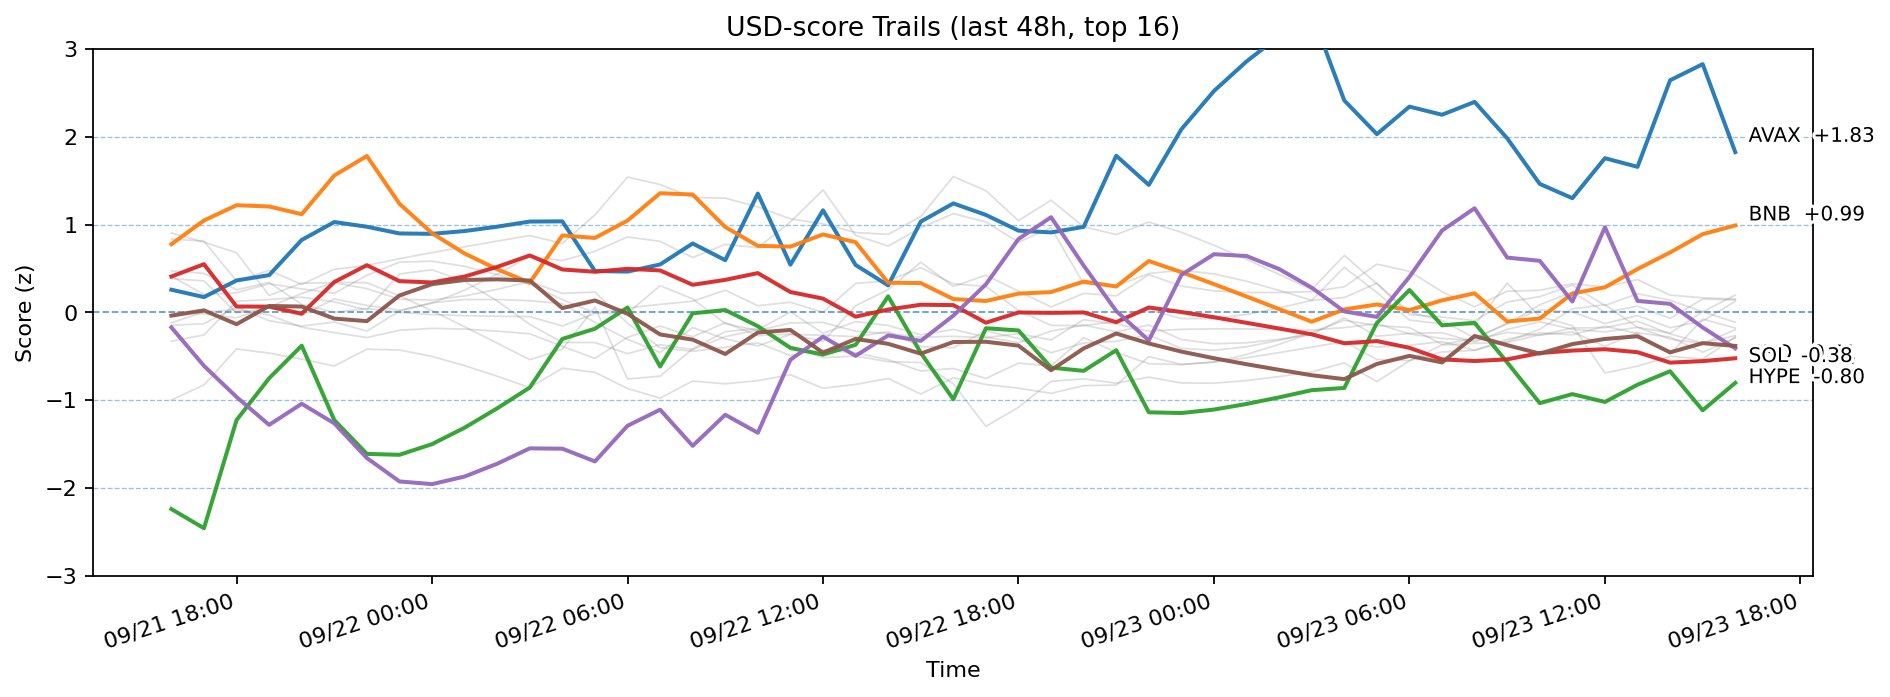 USD-score Trails (last 48h, top 16)
Score (z)
3
2
1
0
−1
−2
−3
AVAX +1.83
BNB +0.99
SOL -0.38
HYPE -0.80
09/21 18:00
09/22 00:00
09/22 06:00
09/22 12:00
09/22 18:00
09/23 00:00
09/23 06:00
09/23 12:00
09/23 18:00
Time